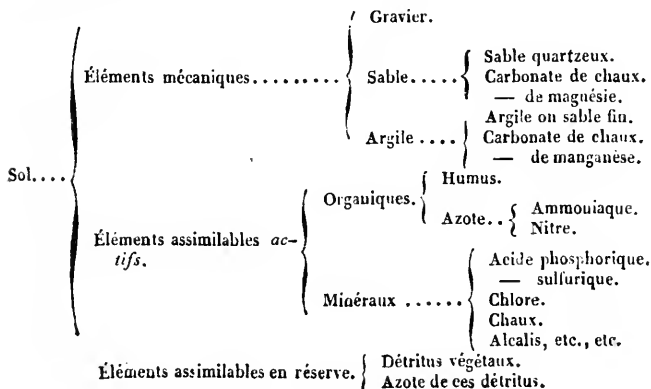 Gravier.
Sable quartzeux.
Éléments mécaniques......... Sable..... Carbonate de chaux.
— de magnésie.
Argile ou sable fin.
Argile .... Carbonate de chaux.
— de manganèse.
Sol....
Humus.
Organiques.
Azote.. Ammoniaque.
Nitre.
Éléments assimilables ac-
tifs.
Acide phosphorique.
— sulfurique.
Minéraux ...... Chlore.
Chaux.
Alcalis, etc., etc.
Éléments assimilables en réserve. Détritus végétaux.
Azote de ces détritus.